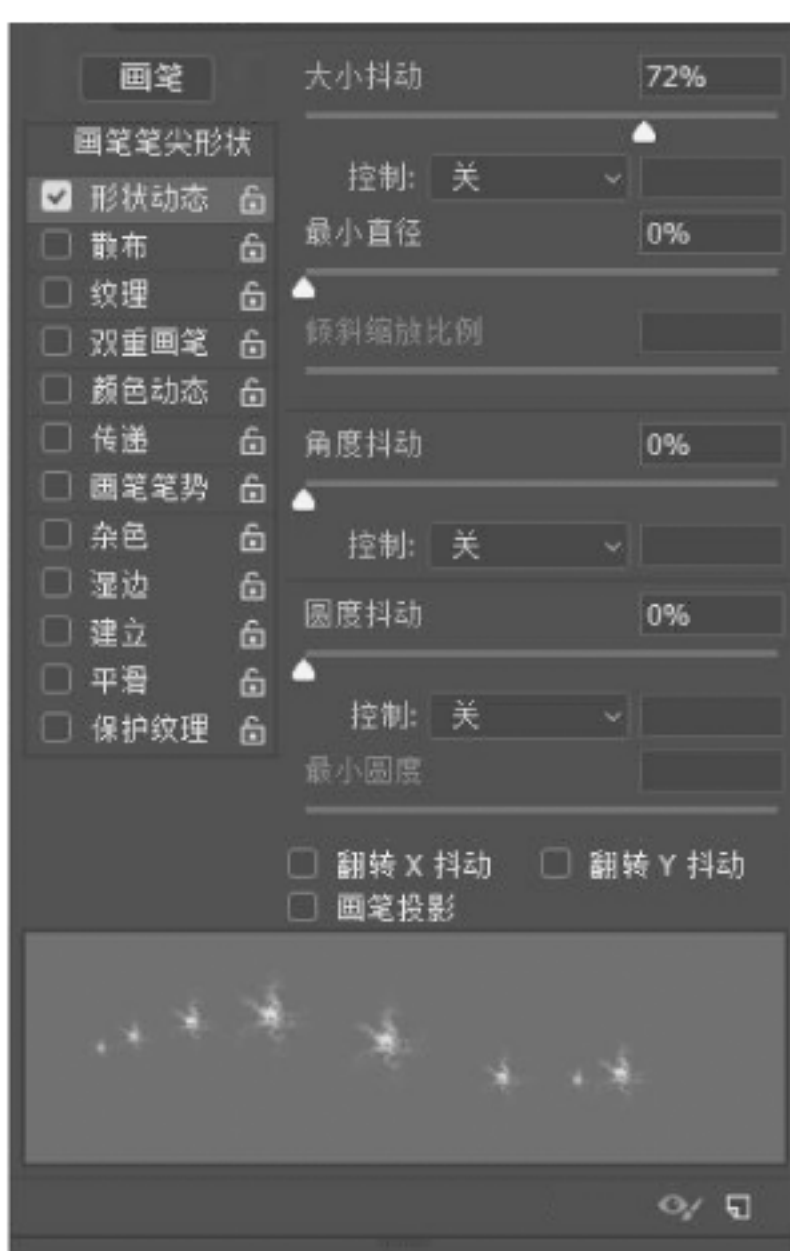 画笔
画笔笔尖形状
形状动态
散布
纹理
双重画笔
颜色动态
传递
画笔笔势
杂色
湿边
建立
平滑
保护纹理
大小抖动 72%
控制: 关
最小直径 0%
倾斜缩放比例
角度抖动 0%
控制: 关
圆度抖动 0%
控制: 关
最小圆度
翻转 X 抖动 翻转 Y 抖动
画笔投影